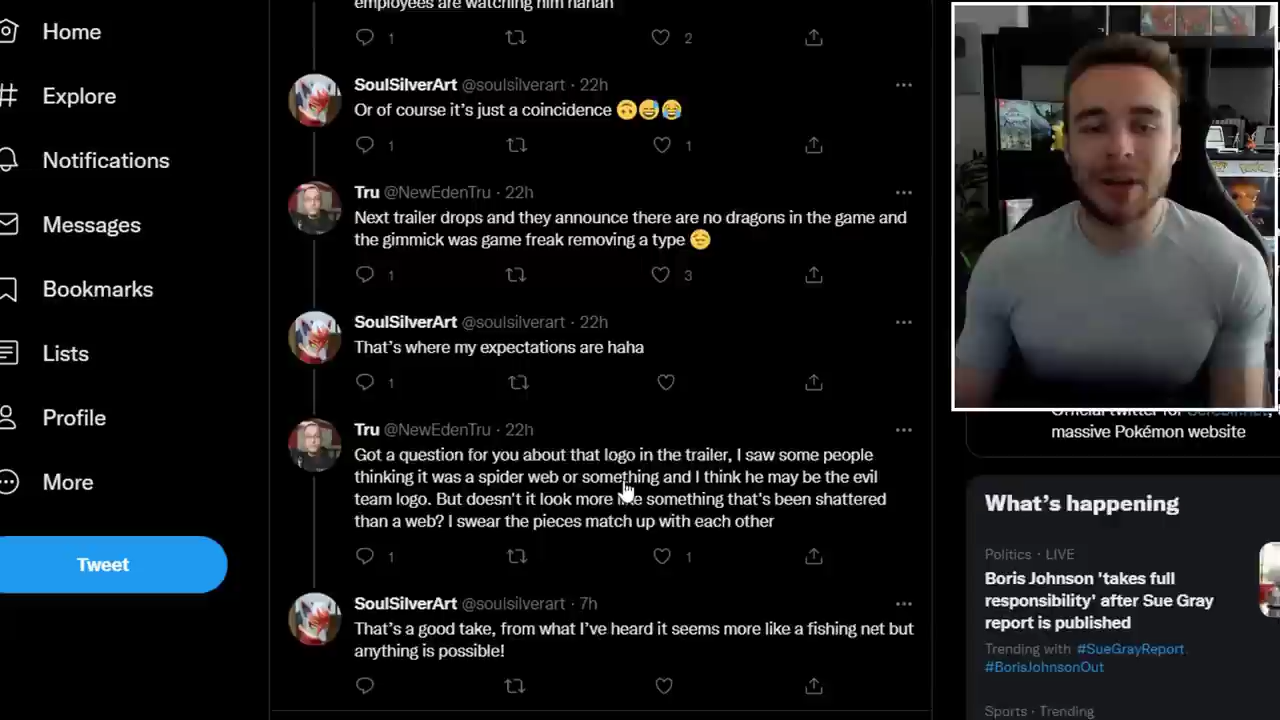 employees are watching him hahah
Home
1
2
SoulSilverArt @soulsilverart · 22h
Explore
Or of course it's just a coincidence 🙃😅😂
1
1
Notifications
Tru @NewEdenTru · 22h
Next trailer drops and they announce there are no dragons in the game and
the gimmick was game freak removing a type 😌
Messages
1
3
Bookmarks
SoulSilverArt @soulsilverart · 22h
That's where my expectations are haha
Lists
1
Profile
Tru @NewEdenTru · 22h
Got a question for you about that logo in the trailer, I saw some people
thinking it was a spider web or something and I think he may be the evil
team logo. But doesn't it look more like something that's been shattered
than a web? I swear the pieces match up with each other
More
1
1
Tweet
SoulSilverArt @soulsilverart · 7h
That's a good take, from what I've heard it seems more like a fishing net but
anything is possible!
Official twitter for
massive Pokémon website
What's happening
Politics · LIVE
Boris Johnson 'takes full
responsibility' after Sue Gray
report is published
Trending with #SueGrayReport
#BorisJohnsonOut
Sports · Trending